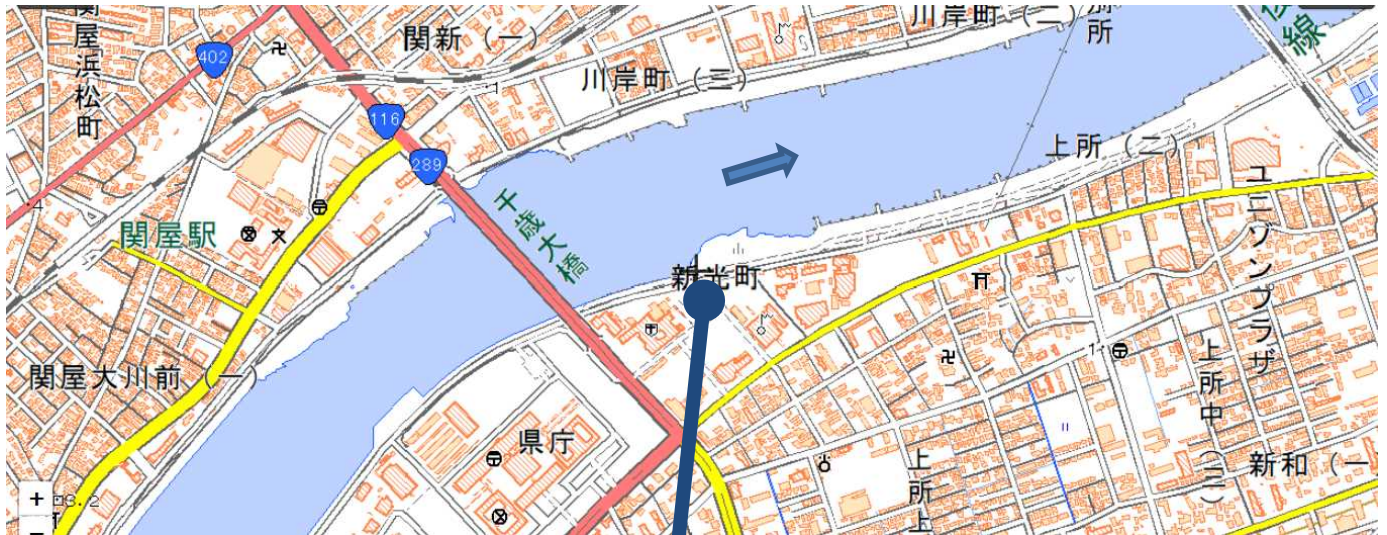 関屋浜松町
402
関新（一）
116
289
川岸町（三）
川岸町（二）
上所（二）
千歳大橋
関屋駅
新光町
ユニゾンプラザ
関屋大川前（一）
県庁
上所中（三）
上所上
新和（一）
+